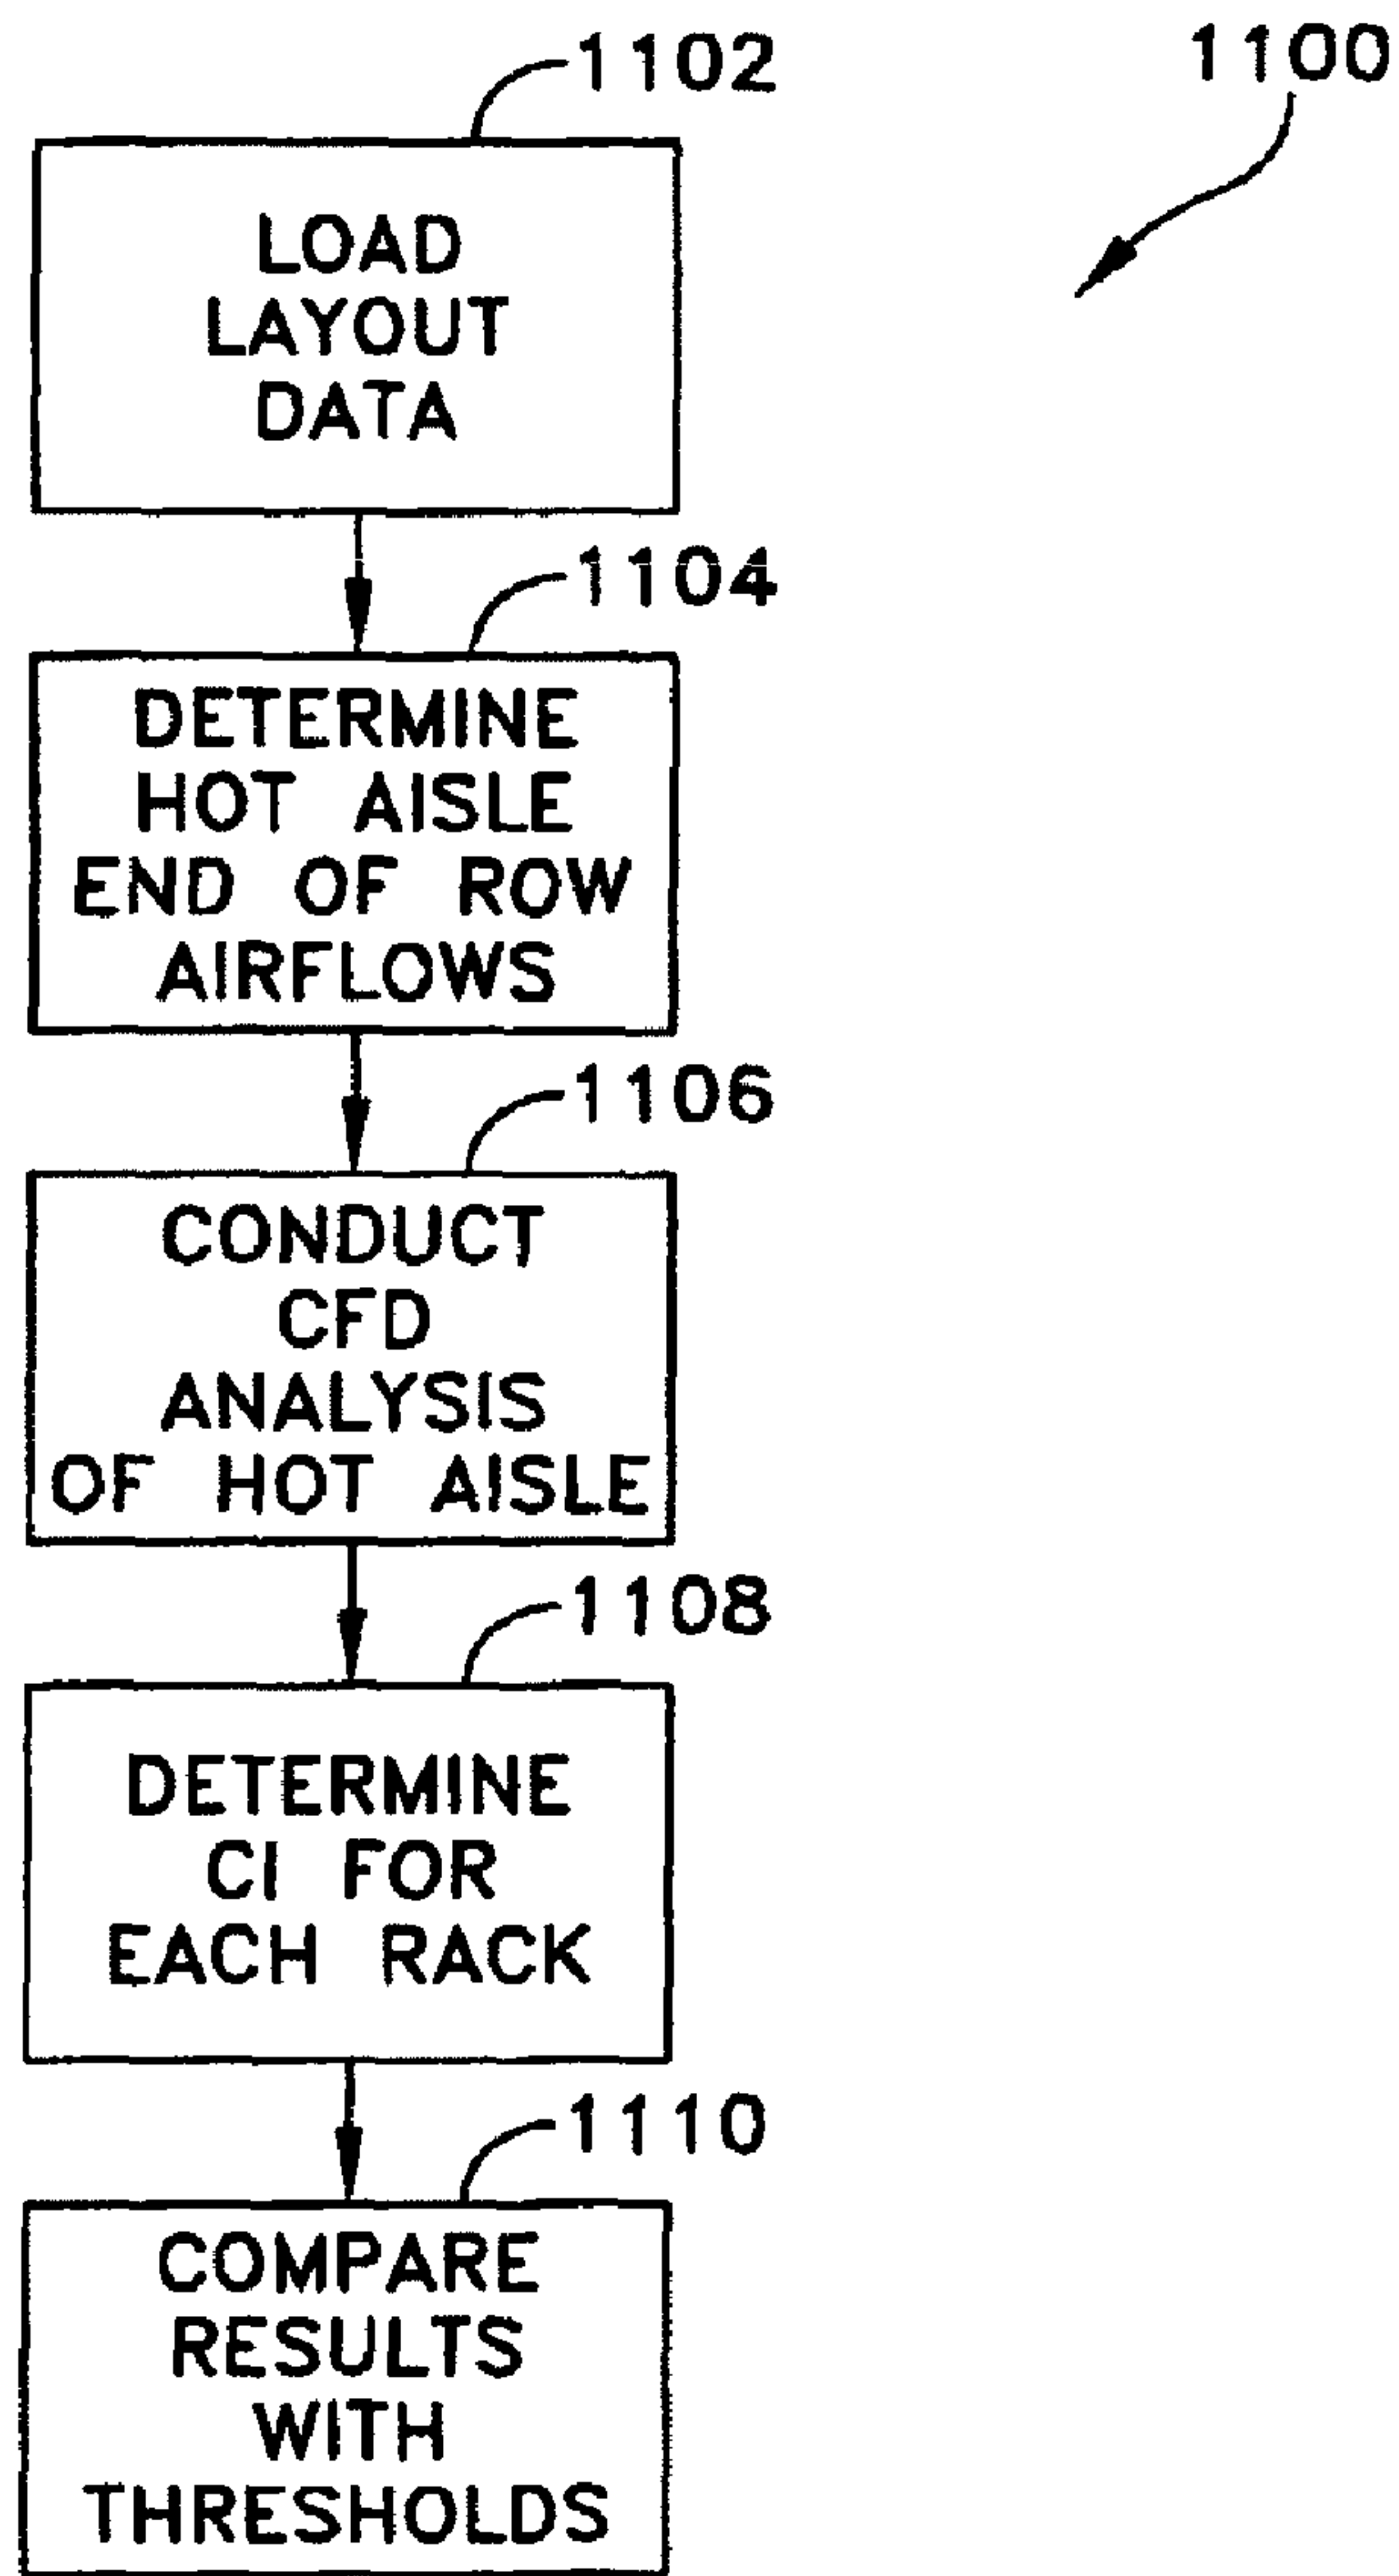 1100
1102
LOAD
LAYOUT
DATA
1104
DETERMINE
HOT AISLE
END OF ROW
AIRFLOWS
1106
CONDUCT
CFD
ANALYSIS
OF HOT AISLE
1108
DETERMINE
CI FOR
EACH RACK
1110
COMPARE
RESULTS
WITH
THRESHOLDS